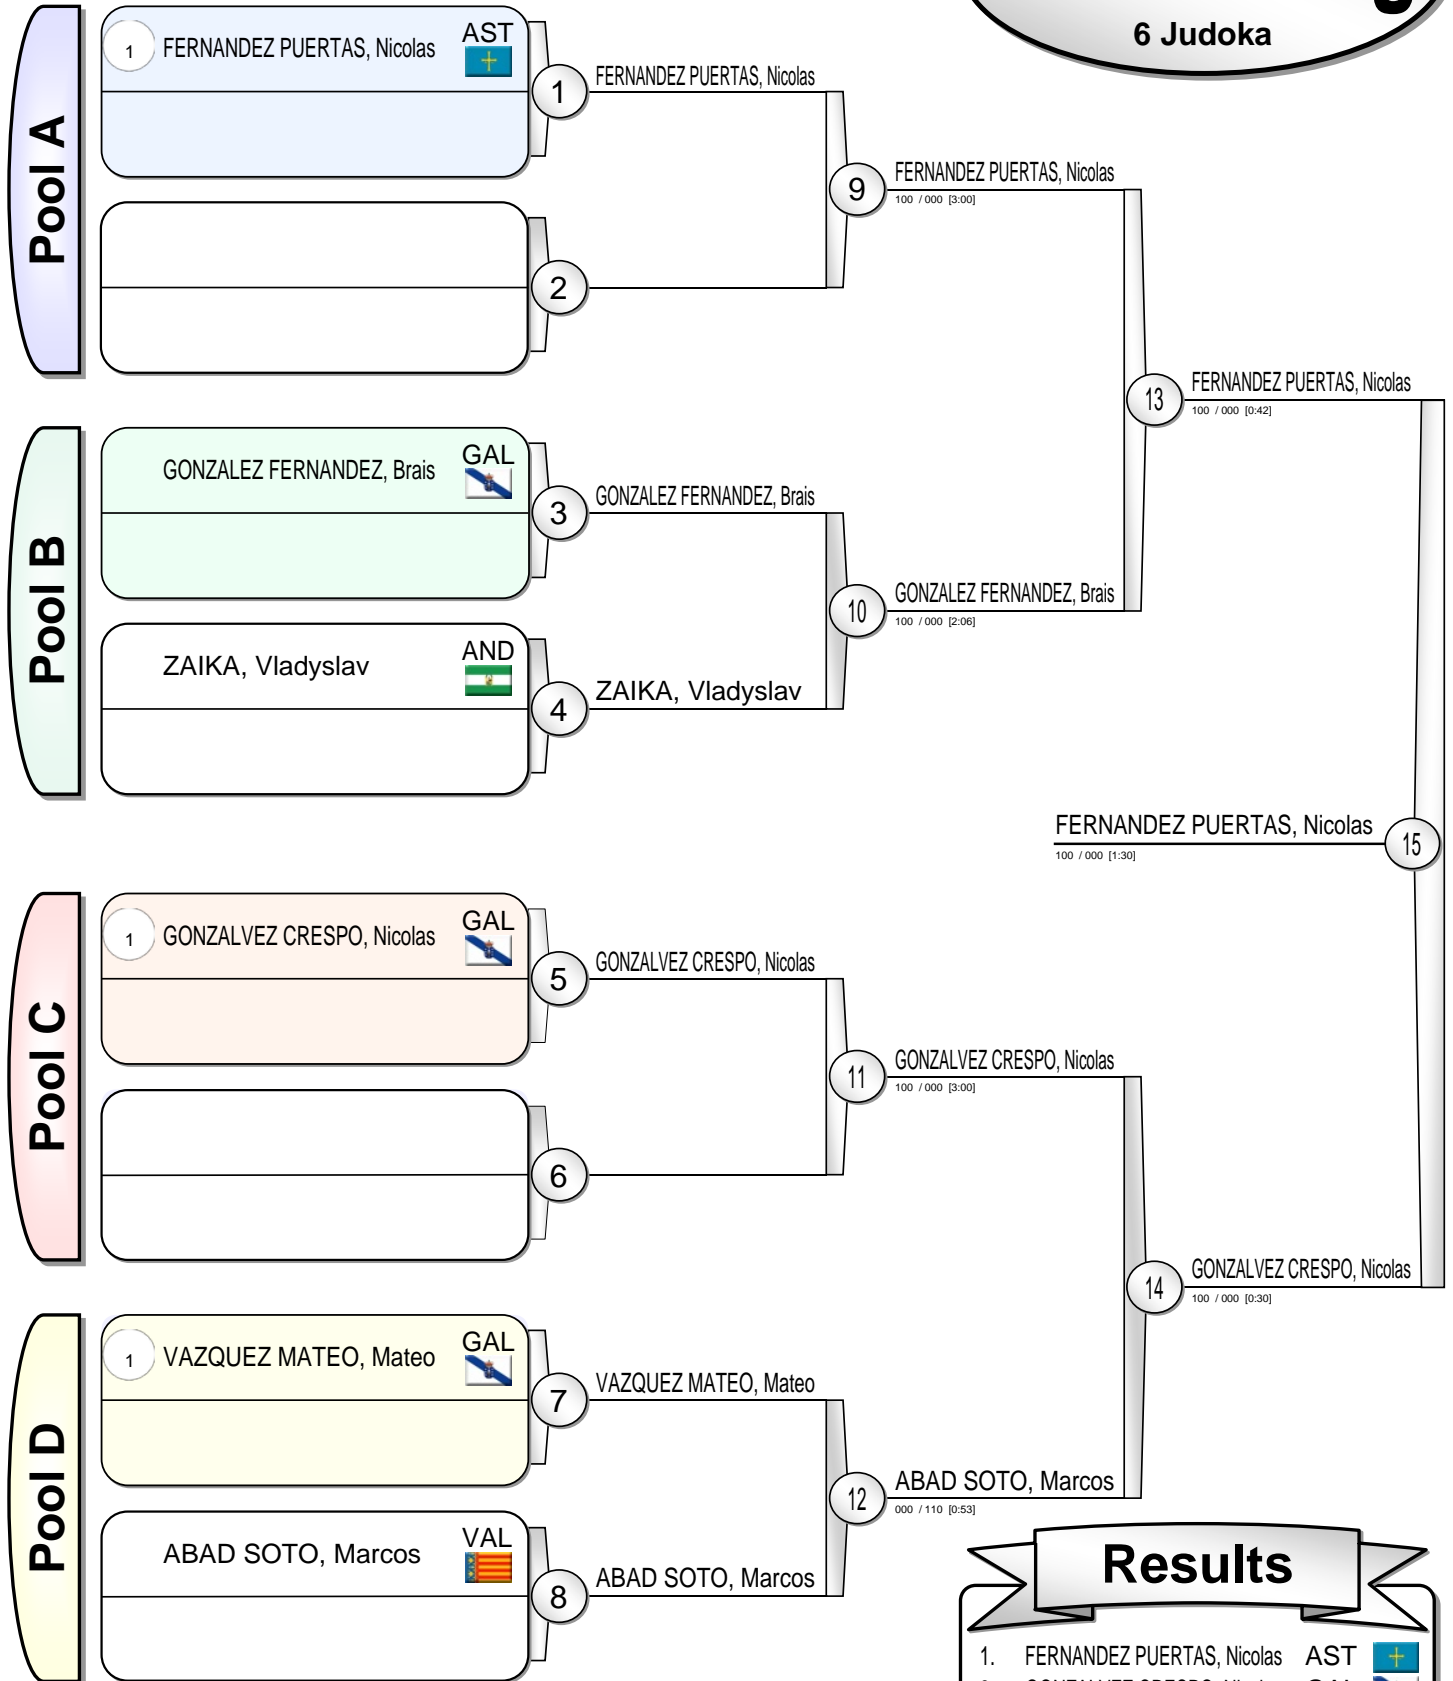 6 Judoka
Pool A
1 FERNANDEZ PUERTAS, Nicolas AST
1 FERNANDEZ PUERTAS, Nicolas
9 FERNANDEZ PUERTAS, Nicolas
100 / 000 [3:00]
2
13 FERNANDEZ PUERTAS, Nicolas
100 / 000 [0:42]
Pool B
GONZALEZ FERNANDEZ, Brais GAL
3 GONZALEZ FERNANDEZ, Brais
10 GONZALEZ FERNANDEZ, Brais
100 / 000 [2:06]
ZAIKA, Vladyslav AND
4 ZAIKA, Vladyslav
FERNANDEZ PUERTAS, Nicolas 15
100 / 000 [1:30]
Pool C
1 GONZALVEZ CRESPO, Nicolas GAL
5 GONZALVEZ CRESPO, Nicolas
11 GONZALVEZ CRESPO, Nicolas
100 / 000 [3:00]
6
14 GONZALVEZ CRESPO, Nicolas
100 / 000 [0:30]
Pool D
1 VAZQUEZ MATEO, Mateo GAL
7 VAZQUEZ MATEO, Mateo
12 ABAD SOTO, Marcos
000 / 110 [0:53]
ABAD SOTO, Marcos VAL
8 ABAD SOTO, Marcos
Results
1. FERNANDEZ PUERTAS, Nicolas AST